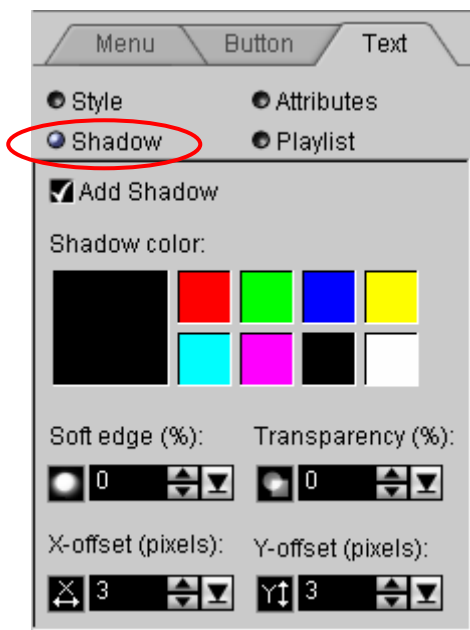 Menu Button Text
Style Attributes
Shadow Playlist
Add Shadow
Shadow color:
Soft edge (%): Transparency (%):
0 0
X-offset (pixels): Y-offset (pixels):
X 3 Y 3